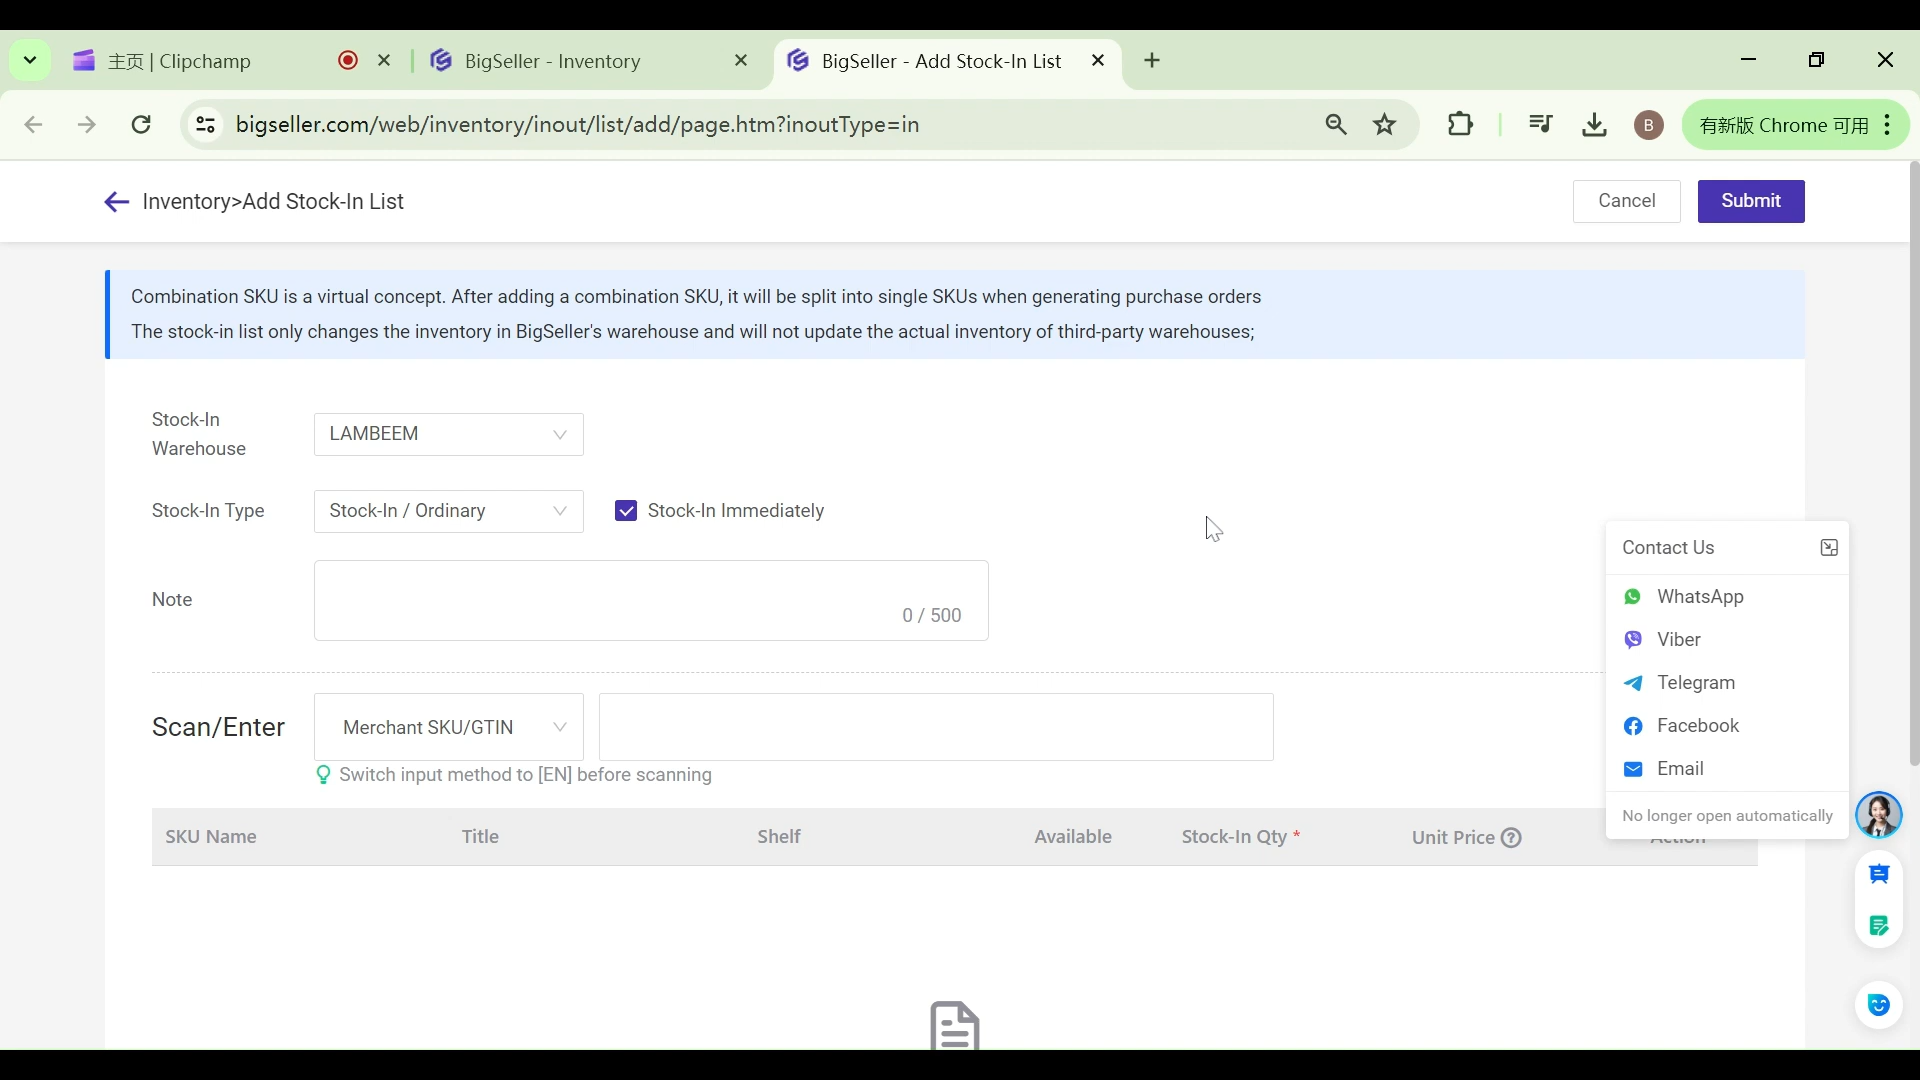 主页 | Clipchamp
BigSeller - Inventory
BigSeller - Add Stock-In List
bigseller.com/web/inventory/inout/list/add/page.htm?inoutType=in
B
有新版 Chrome 可用
Inventory>Add Stock-In List
Cancel
Submit
Combination SKU is a virtual concept. After adding a combination SKU, it will be split into single SKUs when generating purchase orders
The stock-in list only changes the inventory in BigSeller's warehouse and will not update the actual inventory of third-party warehouses;
Stock-In
Warehouse
LAMBEEM
Stock-In Type
Stock-In / Ordinary
Stock-In Immediately
Note
0 / 500
Contact Us
WhatsApp
Viber
Telegram
Facebook
Email
No longer open automatically
Scan/Enter
Merchant SKU/GTIN
Switch input method to [EN] before scanning
SKU Name
Title
Shelf
Available
Stock-In Qty *
Unit Price ?
Action